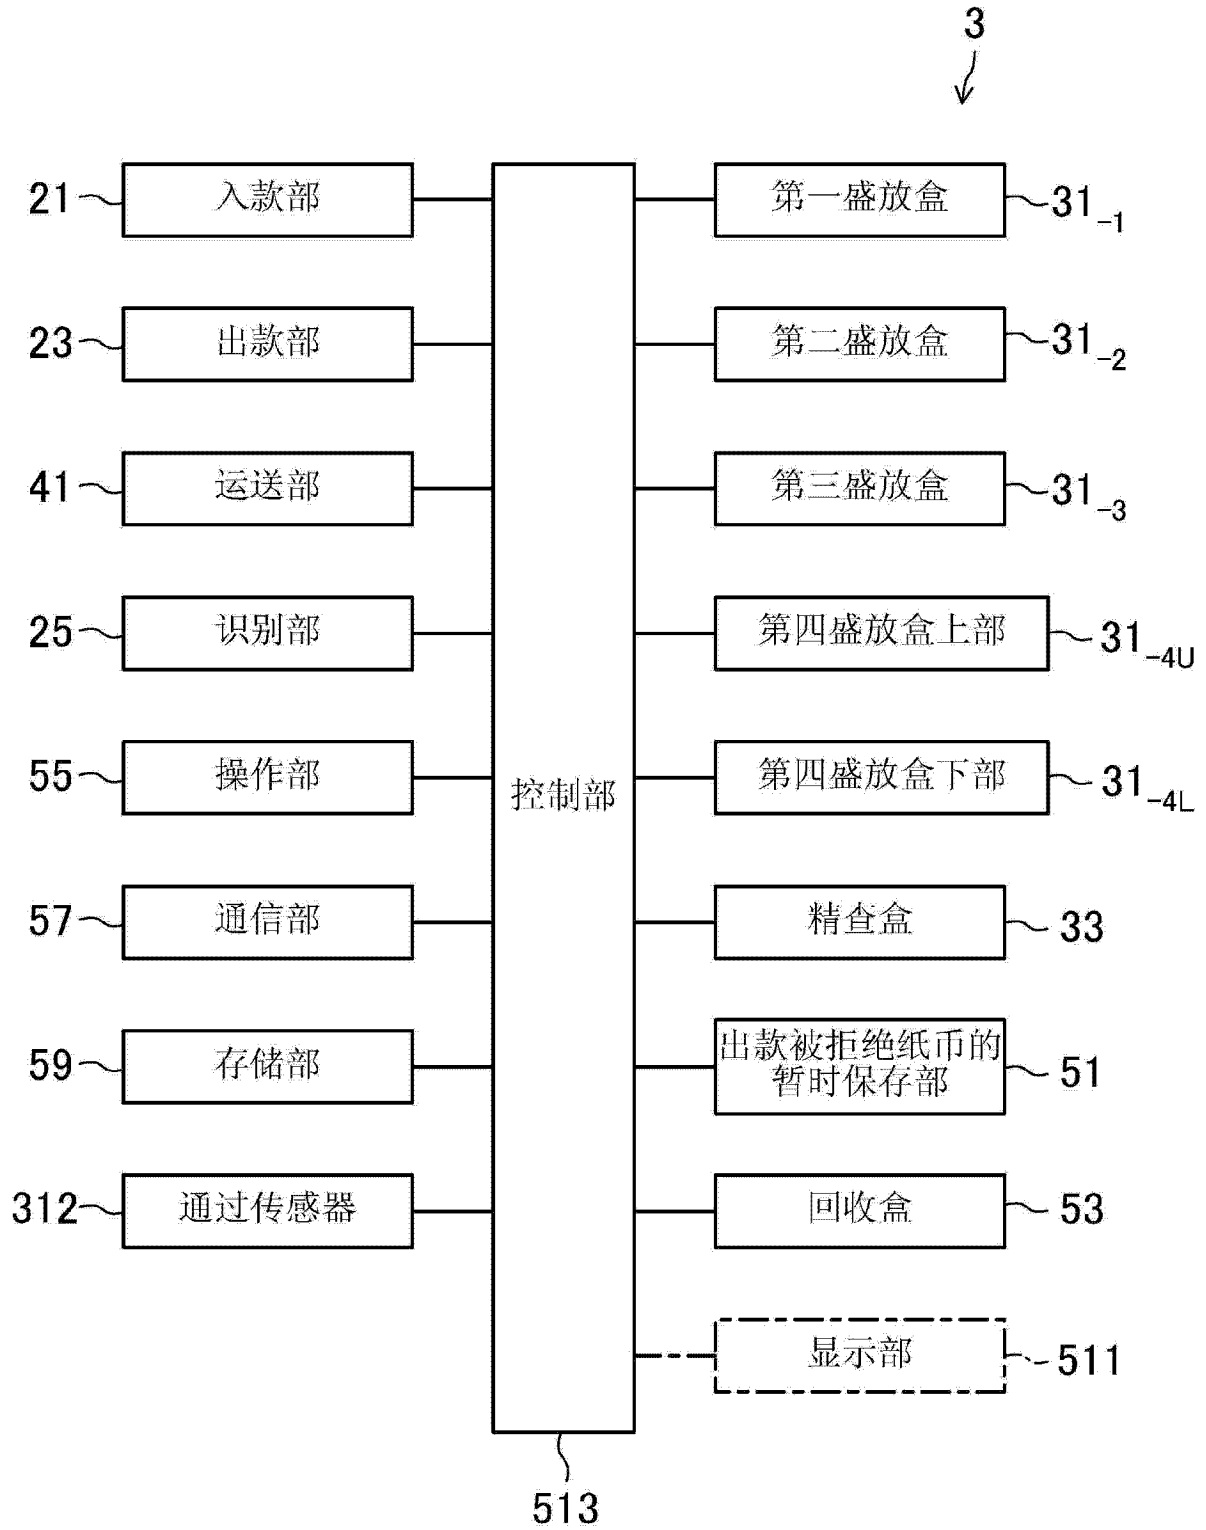 3
21 入款部
第一盛放盒 31-1
23 出款部
第二盛放盒 31-2
41 运送部
第三盛放盒 31-3
25 识别部
第四盛放盒上部 31-4U
55 操作部
第四盛放盒下部 31-4L
控制部
57 通信部
精查盒 33
59 存储部
出款被拒绝纸币的
暂时保存部 51
312 通过传感器
回收盒 53
显示部 511
513